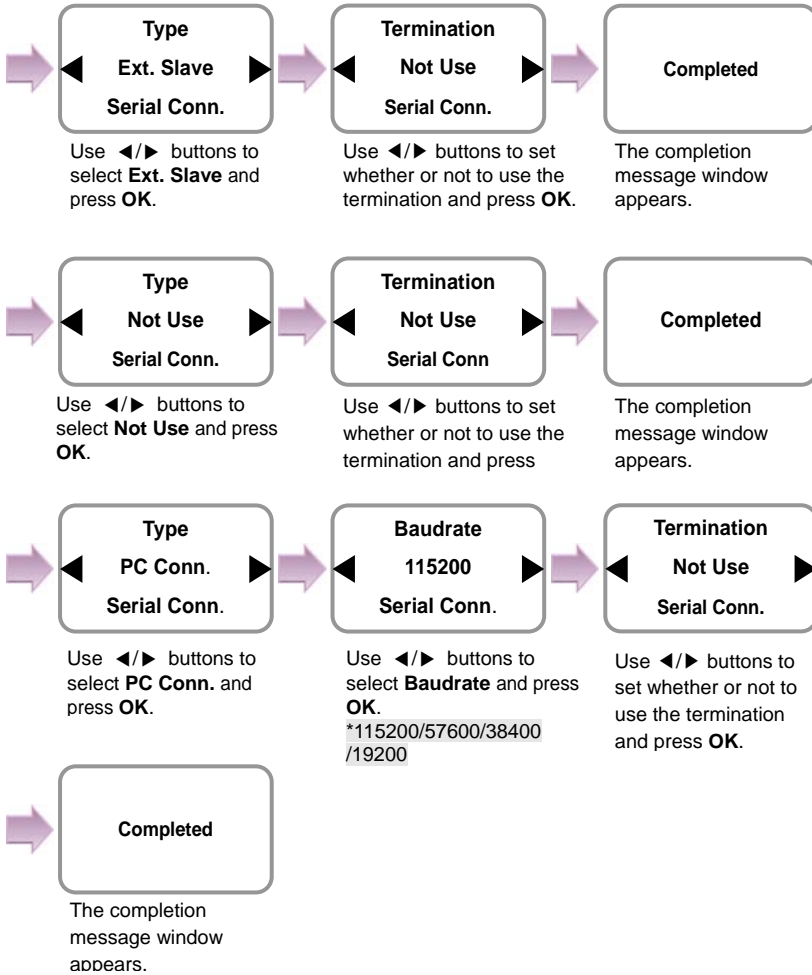 Type
Ext. Slave
Serial Conn.
Use ◀/▶ buttons to
select Ext. Slave and
press OK.
Termination
Not Use
Serial Conn.
Use ◀/▶ buttons to set
whether or not to use the
termination and press OK.
Completed
The completion
message window
appears.
Type
Not Use
Serial Conn.
Use ◀/▶ buttons to
select Not Use and press
OK.
Termination
Not Use
Serial Conn
Use ◀/▶ buttons to set
whether or not to use the
termination and press
Completed
The completion
message window
appears.
Type
PC Conn.
Serial Conn.
Use ◀/▶ buttons to
select PC Conn. and
press OK.
Baudrate
115200
Serial Conn.
Use ◀/▶ buttons to
select Baudrate and press
OK.
*115200/57600/38400
/19200
Termination
Not Use
Serial Conn.
Use ◀/▶ buttons to
set whether or not to
use the termination
and press OK.
Completed
The completion
message window
appears.